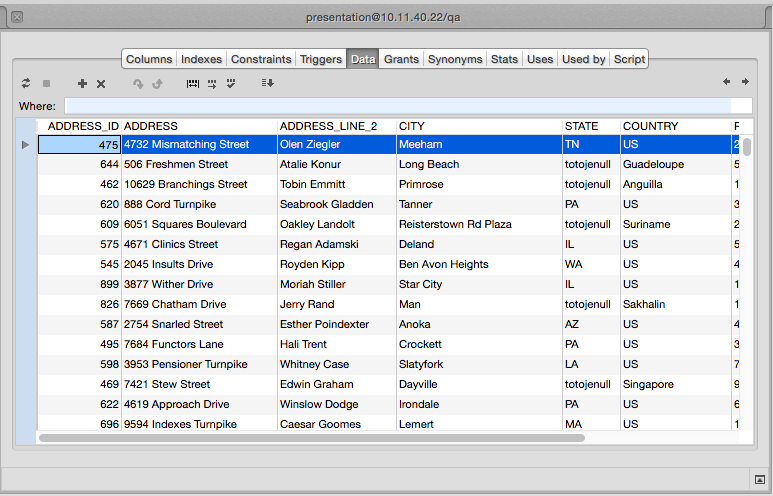 presentation@10.11.40.22/qa
Columns Indexes Constraints Triggers Data Grants Synonyms Stats Uses Used by Script
Where:
ADDRESS_ID ADDRESS ADDRESS_LINE_2 CITY STATE COUNTRY P
475 4732 Mismatching Street Olen Ziegler Meeham TN US 2
644 506 Freshmen Street Atalie Konur Long Beach totojenull Guadeloupe 5
462 10629 Branchings Street Tobin Emmitt Primrose totojenull Anguilla 1
620 888 Cord Turnpike Seabrook Gladden Tanner PA US 3
609 6051 Squares Boulevard Oakley Landolt Reisterstown Rd Plaza totojenull Suriname 2
575 4671 Clinics Street Regan Adamski Deland IL US 5
545 2045 Insults Drive Royden Kipp Ben Avon Heights WA US 4
899 3877 Wither Drive Moriah Stiller Star City IL US 1
826 7669 Chatham Drive Jerry Rand Man totojenull Sakhalin 1
587 2754 Snarled Street Esther Poindexter Anoka AZ US 4
495 7684 Functors Lane Hali Trent Crockett PA US 3
598 3953 Pensioner Turnpike Whitney Case Slatyfork LA US 7
469 7421 Stew Street Edwin Graham Dayville totojenull Singapore 9
622 4619 Approach Drive Winslow Dodge Irondale PA US 6
696 9594 Indexes Turnpike Caesar Goomes Lemert MA US 1